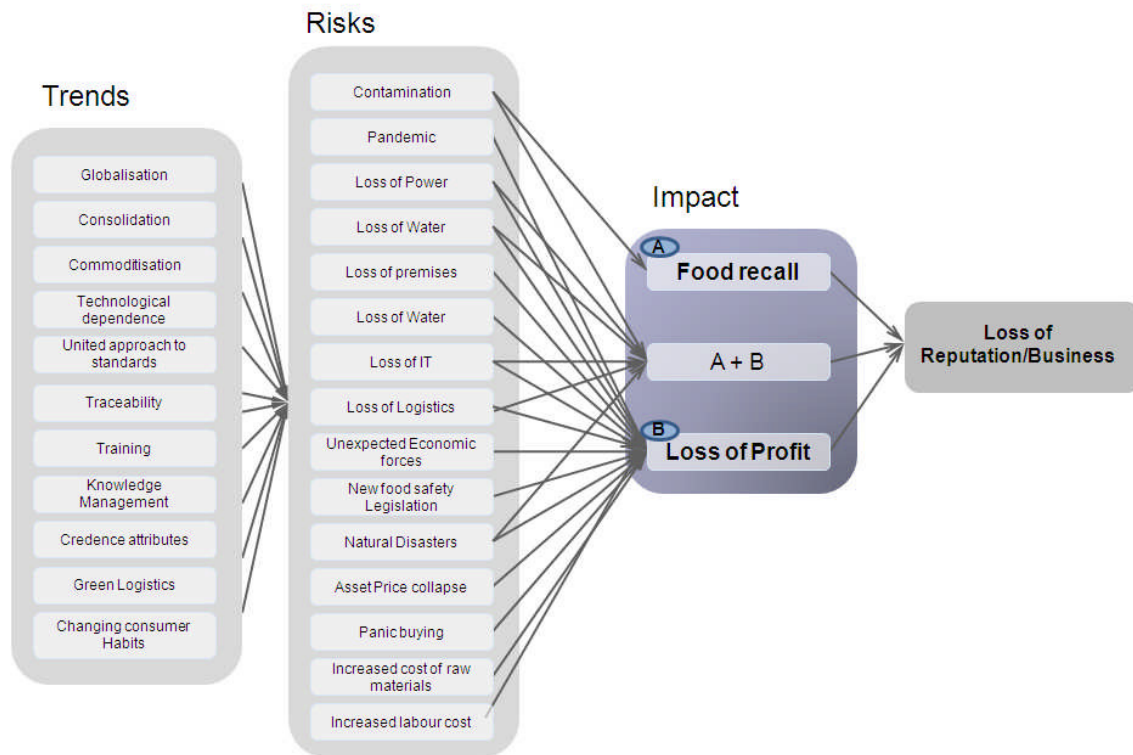 Trends
Globalisation
Consolidation
Commoditisation
Technological
dependence
United approach to
standards
Traceability
Training
Knowledge
Management
Credence attributes
Green Logistics
Changing consumer
Habits
Risks
Contamination
Pandemic
Loss of Power
Loss of Water
Loss of premises
Loss of Water
Loss of IT
Loss of Logistics
Unexpected Economic
forces
New food safety
Legislation
Natural Disasters
Asset Price collapse
Panic buying
Increased cost of raw
materials
Increased labour cost
Impact
A
Food recall
A + B
B
Loss of Profit
Loss of
Reputation/Business